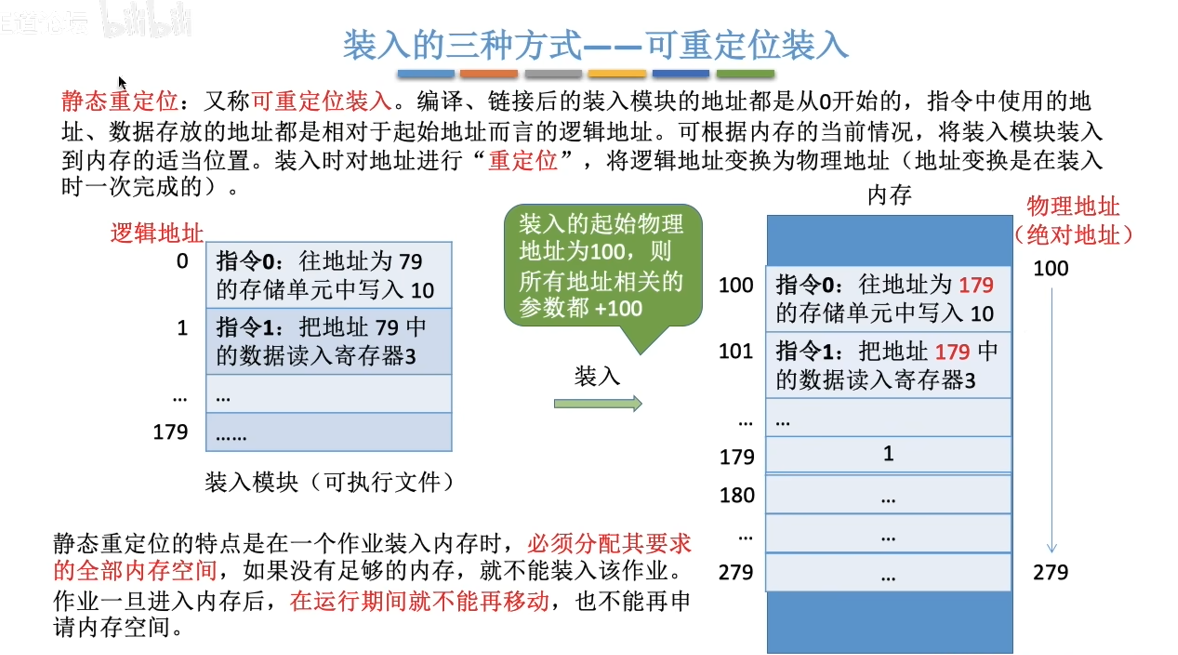 bilibili
装入的三种方式——可重定位装入
静态重定位：又称可重定位装入。编译、链接后的装入模块的地址都是从0开始的，指令中使用的地
址、数据存放的地址都是相对于起始地址而言的逻辑地址。可根据内存的当前情况，将装入模块装入
到内存的适当位置。装入时对地址进行“重定位”，将逻辑地址变换为物理地址（地址变换是在装入
时一次完成的）。
逻辑地址
0
指令0：往地址为 79
的存储单元中写入 10
1
指令1：把地址 79 中
的数据读入寄存器3
...
...
179
......
装入模块（可执行文件）
装入的起始物理
地址为100，则
所有地址相关的
参数都 +100
装入
内存
物理地址
（绝对地址）
100
指令0：往地址为 179
的存储单元中写入 10
101
指令1：把地址 179 中
的数据读入寄存器3
...
...
179
1
180
...
...
...
279
...
100
279
静态重定位的特点是在一个作业装入内存时，必须分配其要求
的全部内存空间，如果没有足够的内存，就不能装入该作业。
作业一旦进入内存后，在运行期间就不能再移动，也不能再申
请内存空间。